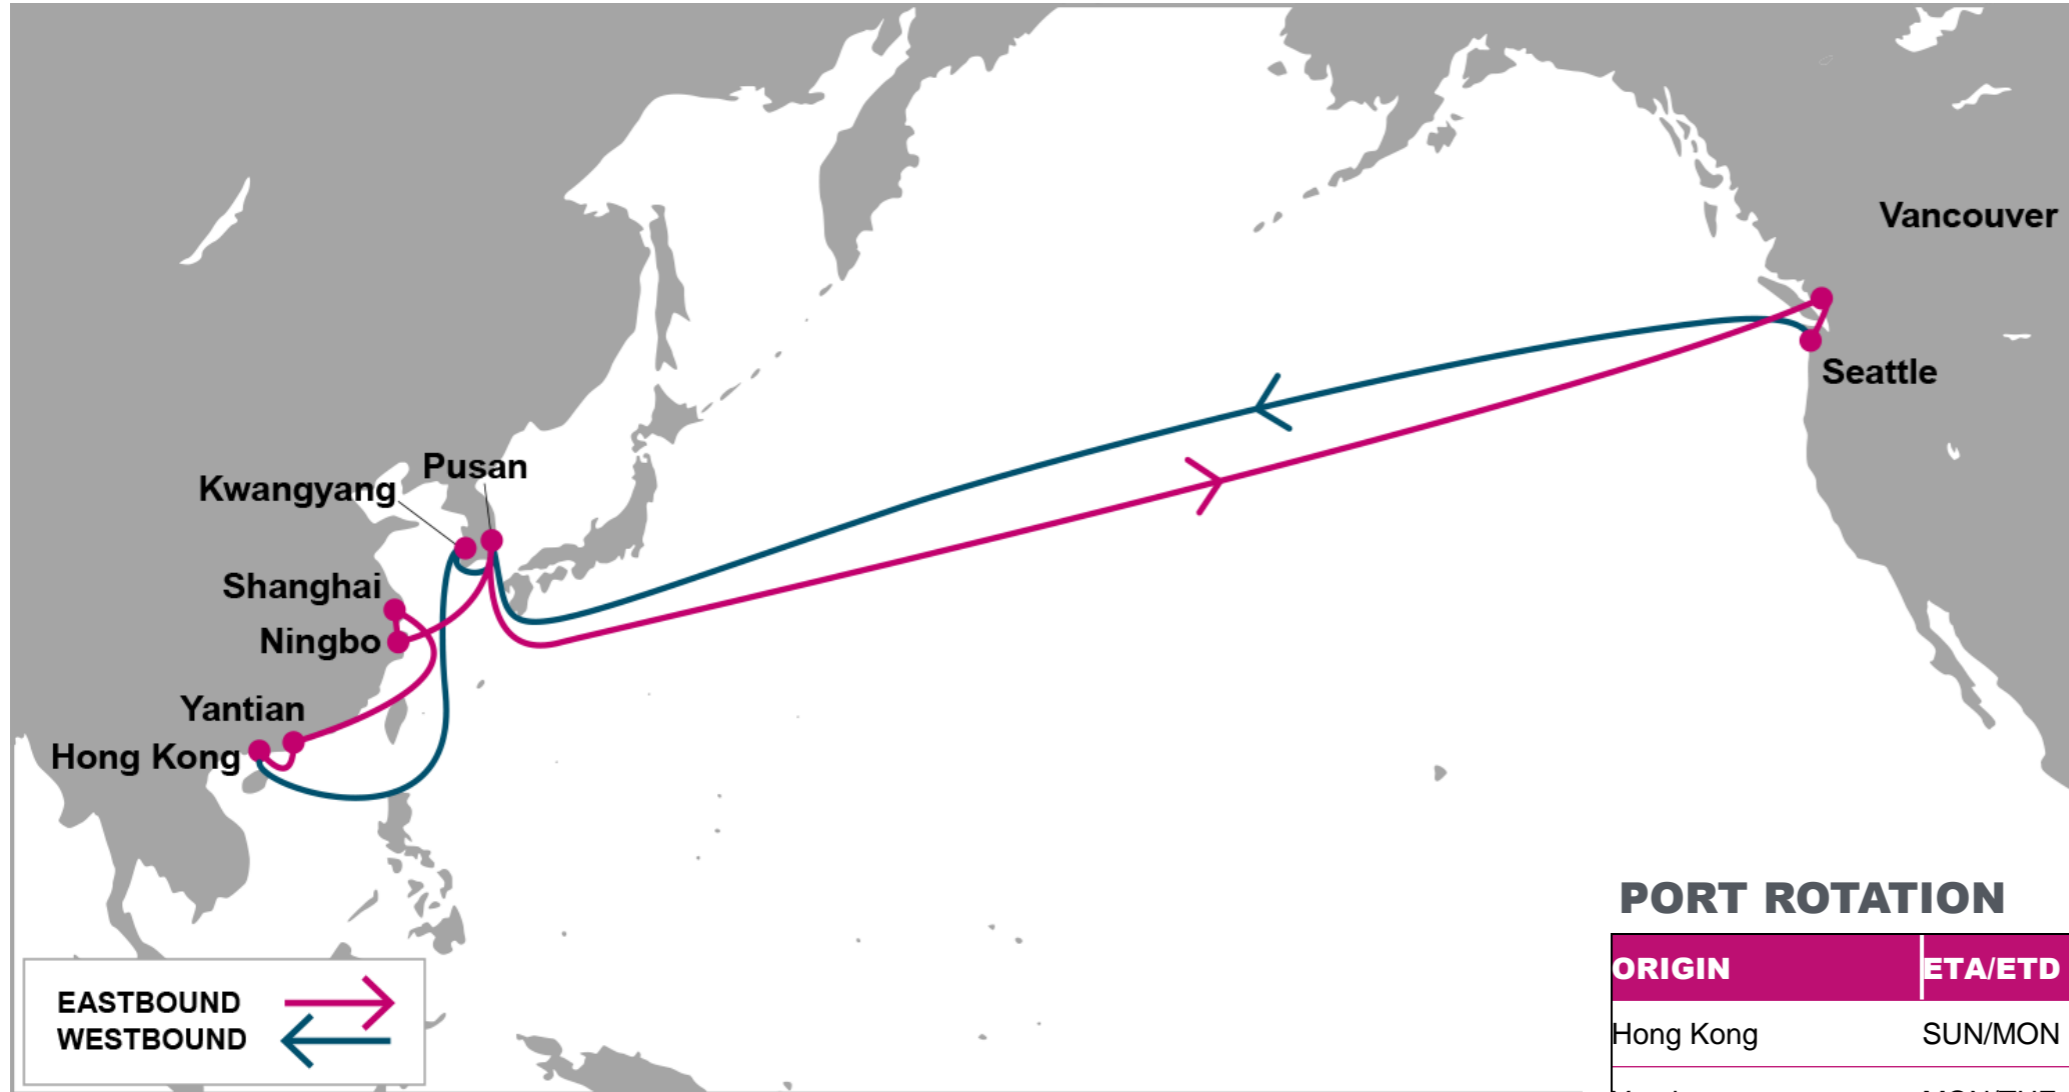 Vancouver
Seattle
Pusan
Kwangyang
Shanghai
Ningbo
Yantian
Hong Kong
PORT ROTATION
ORIGIN ETA/ETD
Hong Kong SUN/MON
EASTBOUND
WESTBOUND